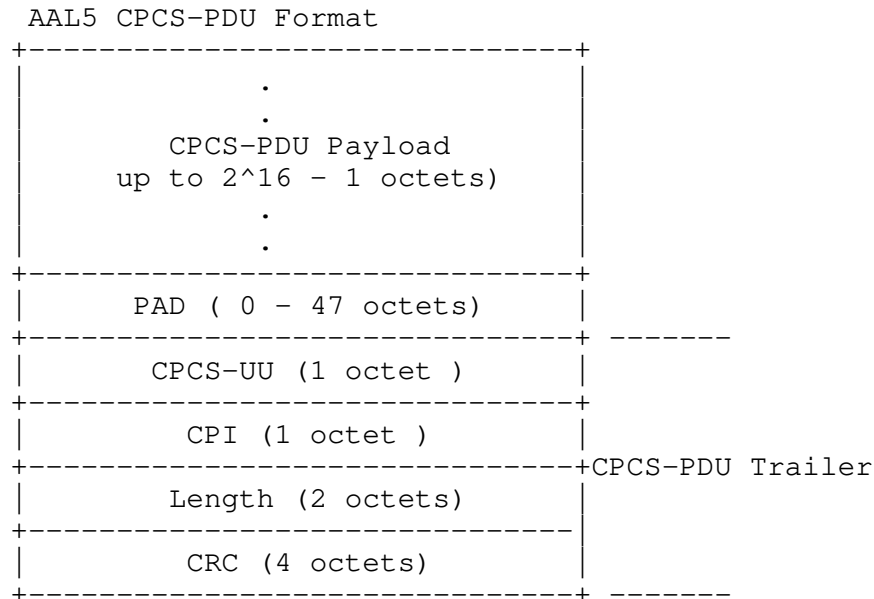 AAL5 CPCS-PDU Format
+-------------------------------+
|             .                 |
|             .                 |
|        CPCS-PDU Payload       |
|     up to 2^16 - 1 octets)    |
|             .                 |
|             .                 |
+-------------------------------+
|      PAD ( 0 - 47 octets)     |
+-------------------------------+ -------
|       CPCS-UU (1 octet )      |
+-------------------------------+
|         CPI (1 octet )        |
+-------------------------------+CPCS-PDU Trailer
|        Length (2 octets)      |
+-------------------------------|
|         CRC (4 octets)        |
+-------------------------------+ -------